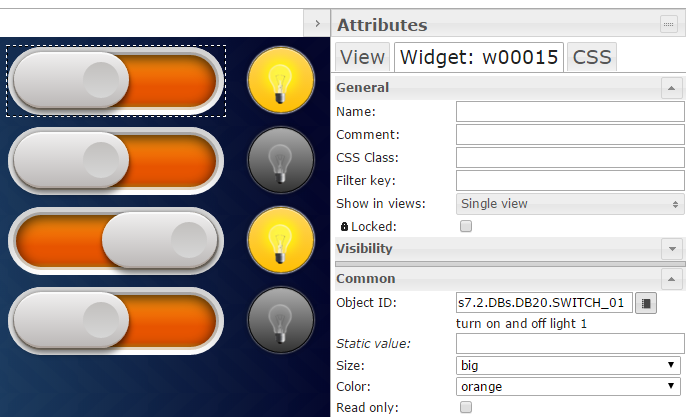 Attributes
View Widget: w00015 CSS
General
Name:
Comment:
CSS Class:
Filter key:
Show in views: Single view
Locked:
Visibility
Common
Object ID: s7.2.DBs.DB20.SWITCH_01
turn on and off light 1
Static value:
Size: big
Color: orange
Read only: